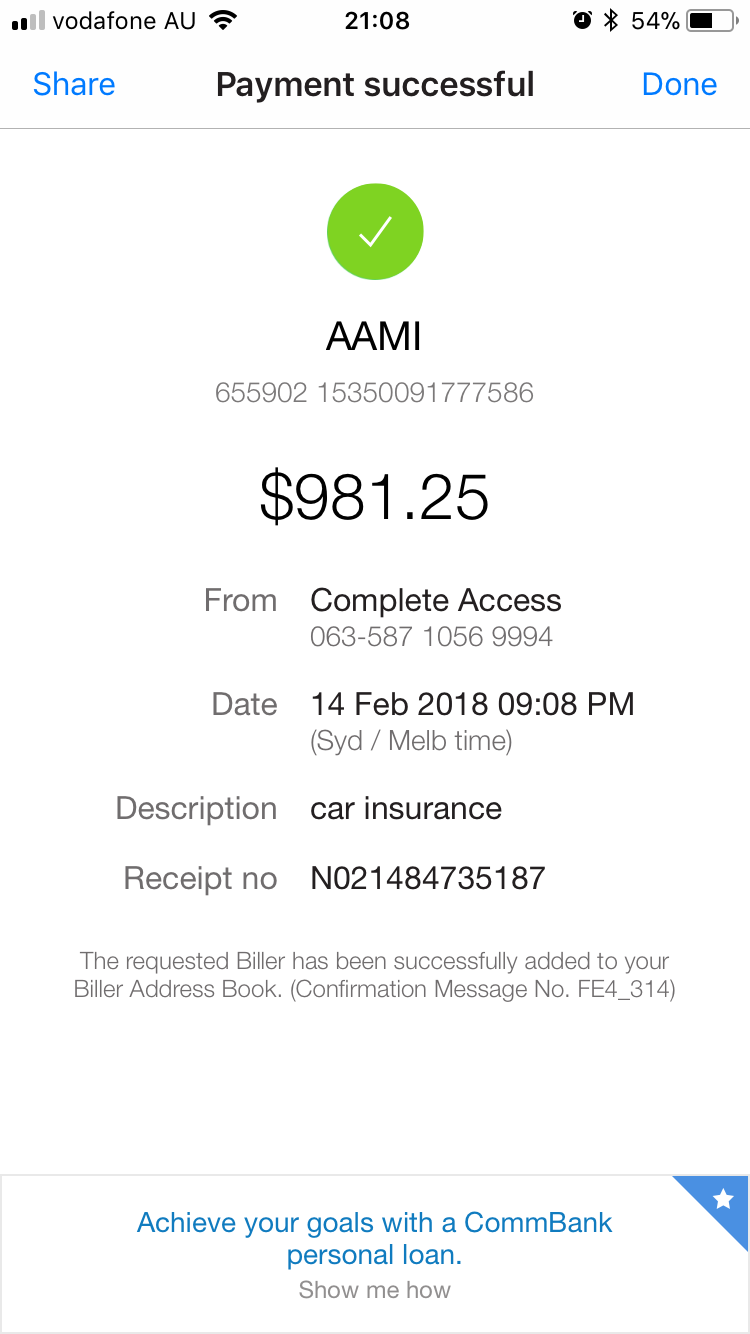 vodafone AU 21:08 54%
Share Payment successful Done
AAMI
655902 15350091777586
$981.25
From Complete Access
063-587 1056 9994
Date 14 Feb 2018 09:08 PM
(Syd / Melb time)
Description car insurance
Receipt no N021484735187
The requested Biller has been successfully added to your
Biller Address Book. (Confirmation Message No. FE4_314)
Achieve your goals with a CommBank
personal loan.
Show me how